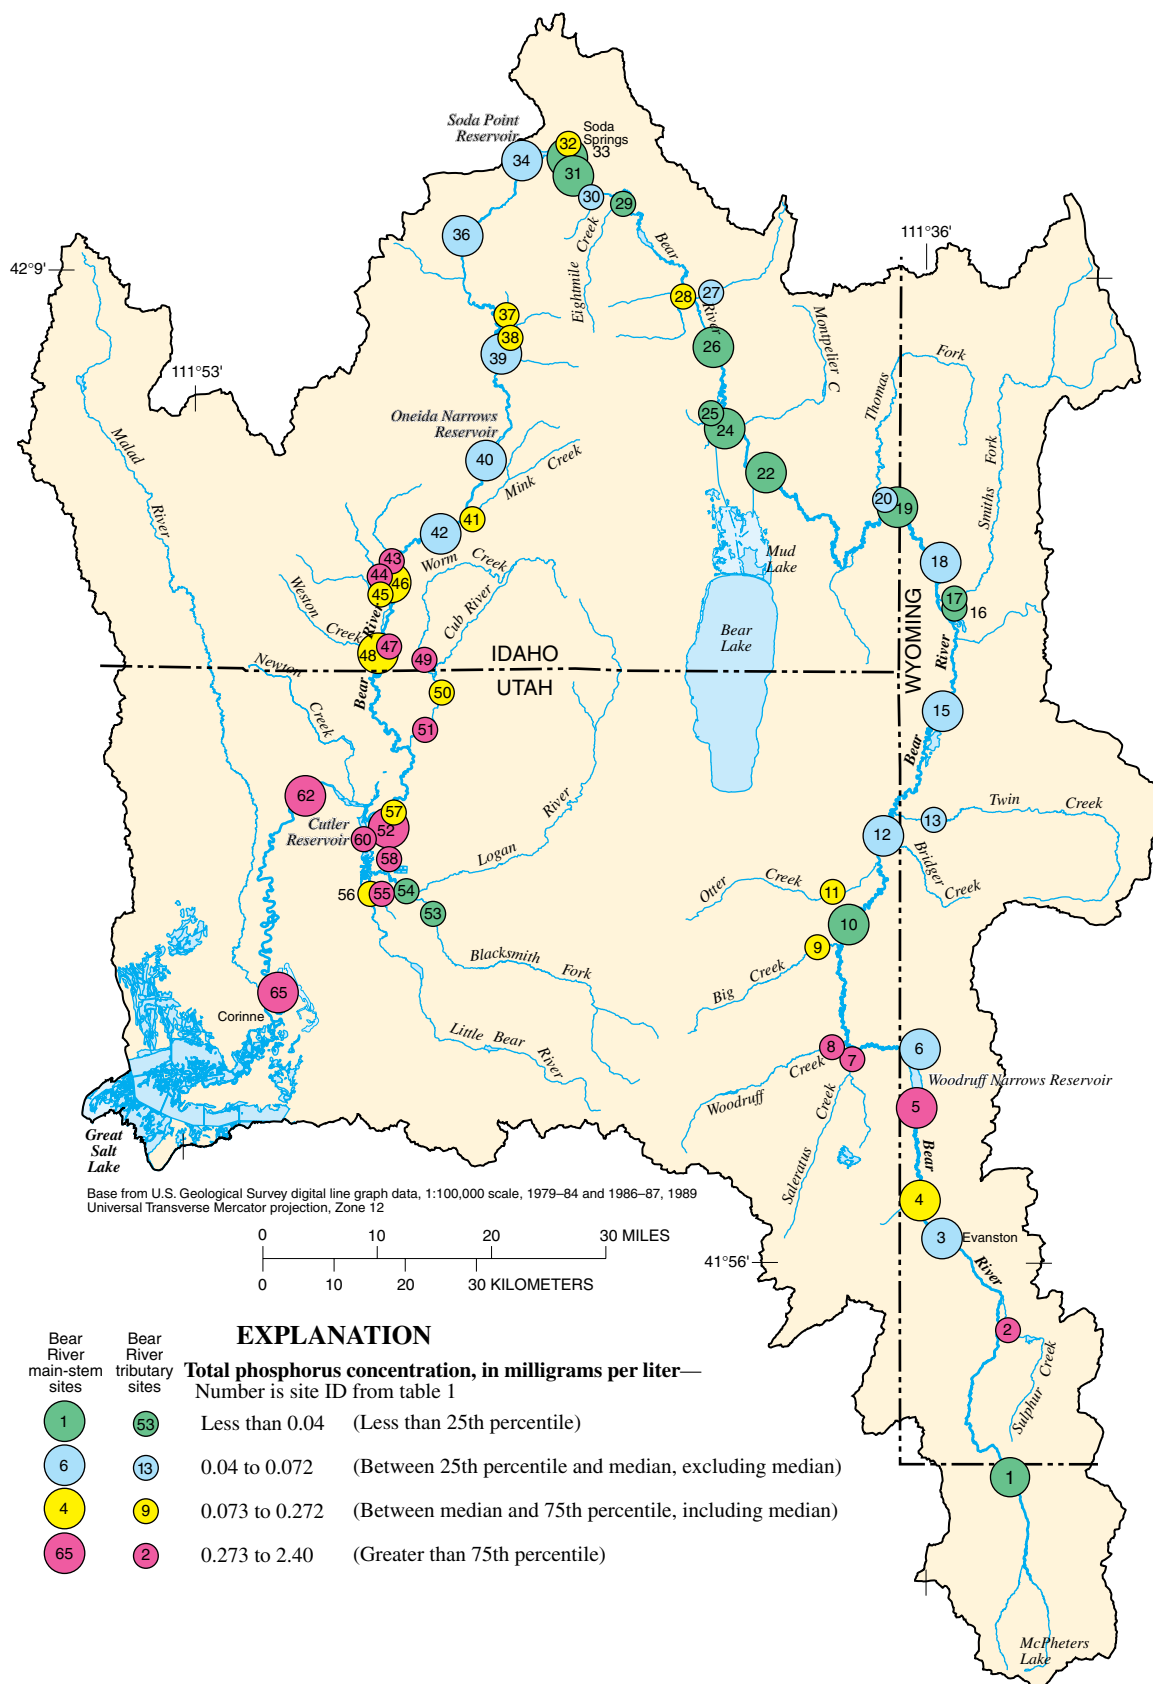 Soda Point
Reservoir
Soda
Springs
32
33
34
31
30
29
36
Eightmile Creek
Bear
River
42°9'
111°36'
28
27
37
38
39
26
Montpelier C
Thomas
Fork
111°53'
Oneida Narrows
Reservoir
25
24
Smiths Fork
Malad
River
40
Mink Creek
22
20
19
41
42
Mud
Lake
18
43
44
46
45
Worm Creek
Cub River
Weston
Creek
River
17
16
Bear
Lake
WYOMING
River
47
48
49
IDAHO
UTAH
Newton
Creek
Bear
50
51
15
Bear
62
57
52
Cutler
Reservoir
60
58
River
Logan
Twin Creek
13
12
Bridger
Creek
56
55
54
53
Otter Creek
11
10
9
Big Creek
Blacksmith Fork
65
Corinne
Little Bear River
8
7
6
Woodruff Creek
Woodruff Narrows Reservoir
5
Saleratus Creek
Bear
Great
Salt
Lake
4
3
Evanston
River
Base from U.S. Geological Survey digital line graph data, 1:100,000 scale, 1979–84 and 1986–87, 1989
Universal Transverse Mercator projection, Zone 12
0 10 20 30 MILES
0 10 20 30 KILOMETERS
41°56'
2
Sulphur Creek
1
McPheters
Lake
EXPLANATION
Bear
River
main-stem
sites
Bear
River
tributary
sites
Total phosphorus concentration, in milligrams per liter—
Number is site ID from table 1
1 53 Less than 0.04 (Less than 25th percentile)
6 13 0.04 to 0.072 (Between 25th percentile and median, excluding median)
4 9 0.073 to 0.272 (Between median and 75th percentile, including median)
65 2 0.273 to 2.40 (Greater than 75th percentile)